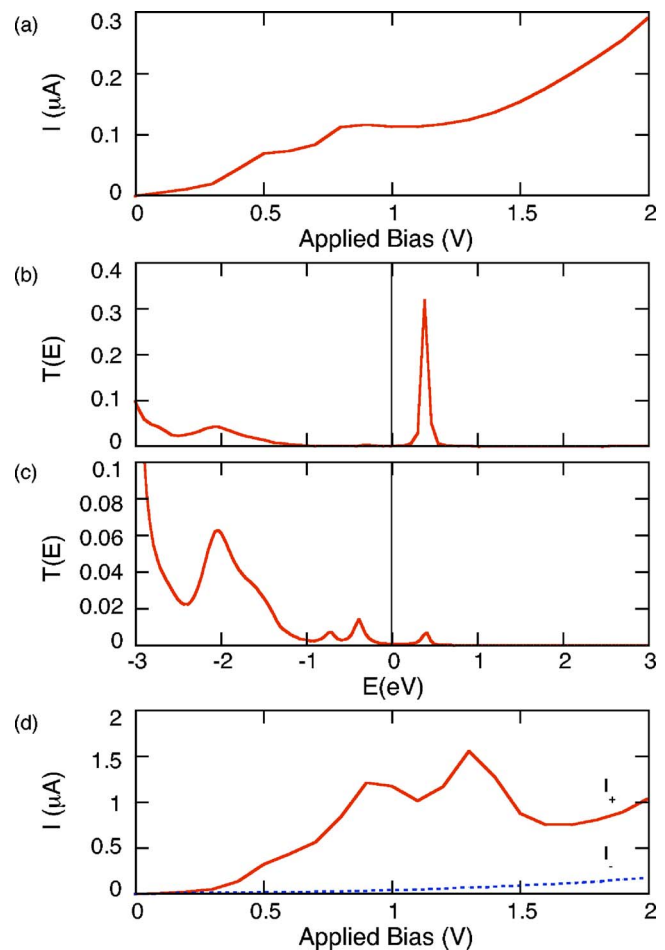 (a)
0.3
0.2
0.1
0
I (μA)
0 0.5 1 1.5 2
Applied Bias (V)
(b)
0.4
0.3
0.2
0.1
0
T(E)
(c)
0.1
0.08
0.06
0.04
0.02
0
T(E)
-3 -2 -1 0 1 2 3
E(eV)
(d)
2
1.5
1
0.5
0
I (μA)
I+
I-
0 0.5 1 1.5 2
Applied Bias (V)